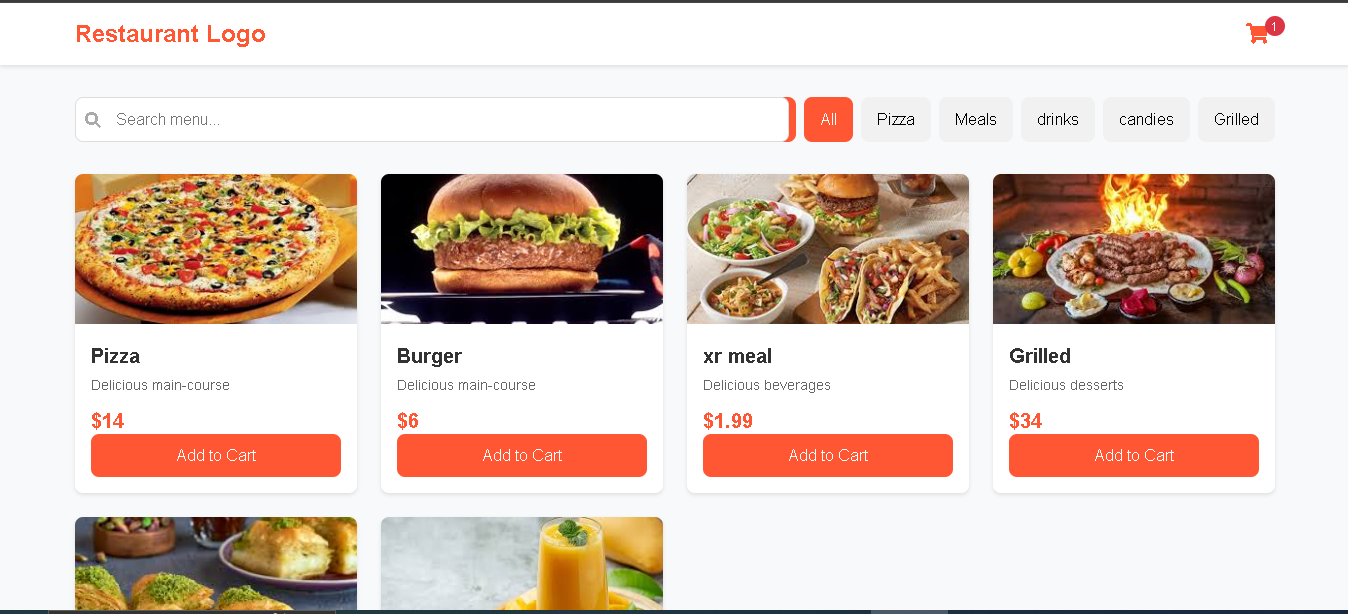 Restaurant Logo
1
Search menu...
All
Pizza
Meals
drinks
candies
Grilled
Pizza
Delicious main-course
$14
Add to Cart
Burger
Delicious main-course
$6
Add to Cart
xr meal
Delicious beverages
$1.99
Add to Cart
Grilled
Delicious desserts
$34
Add to Cart